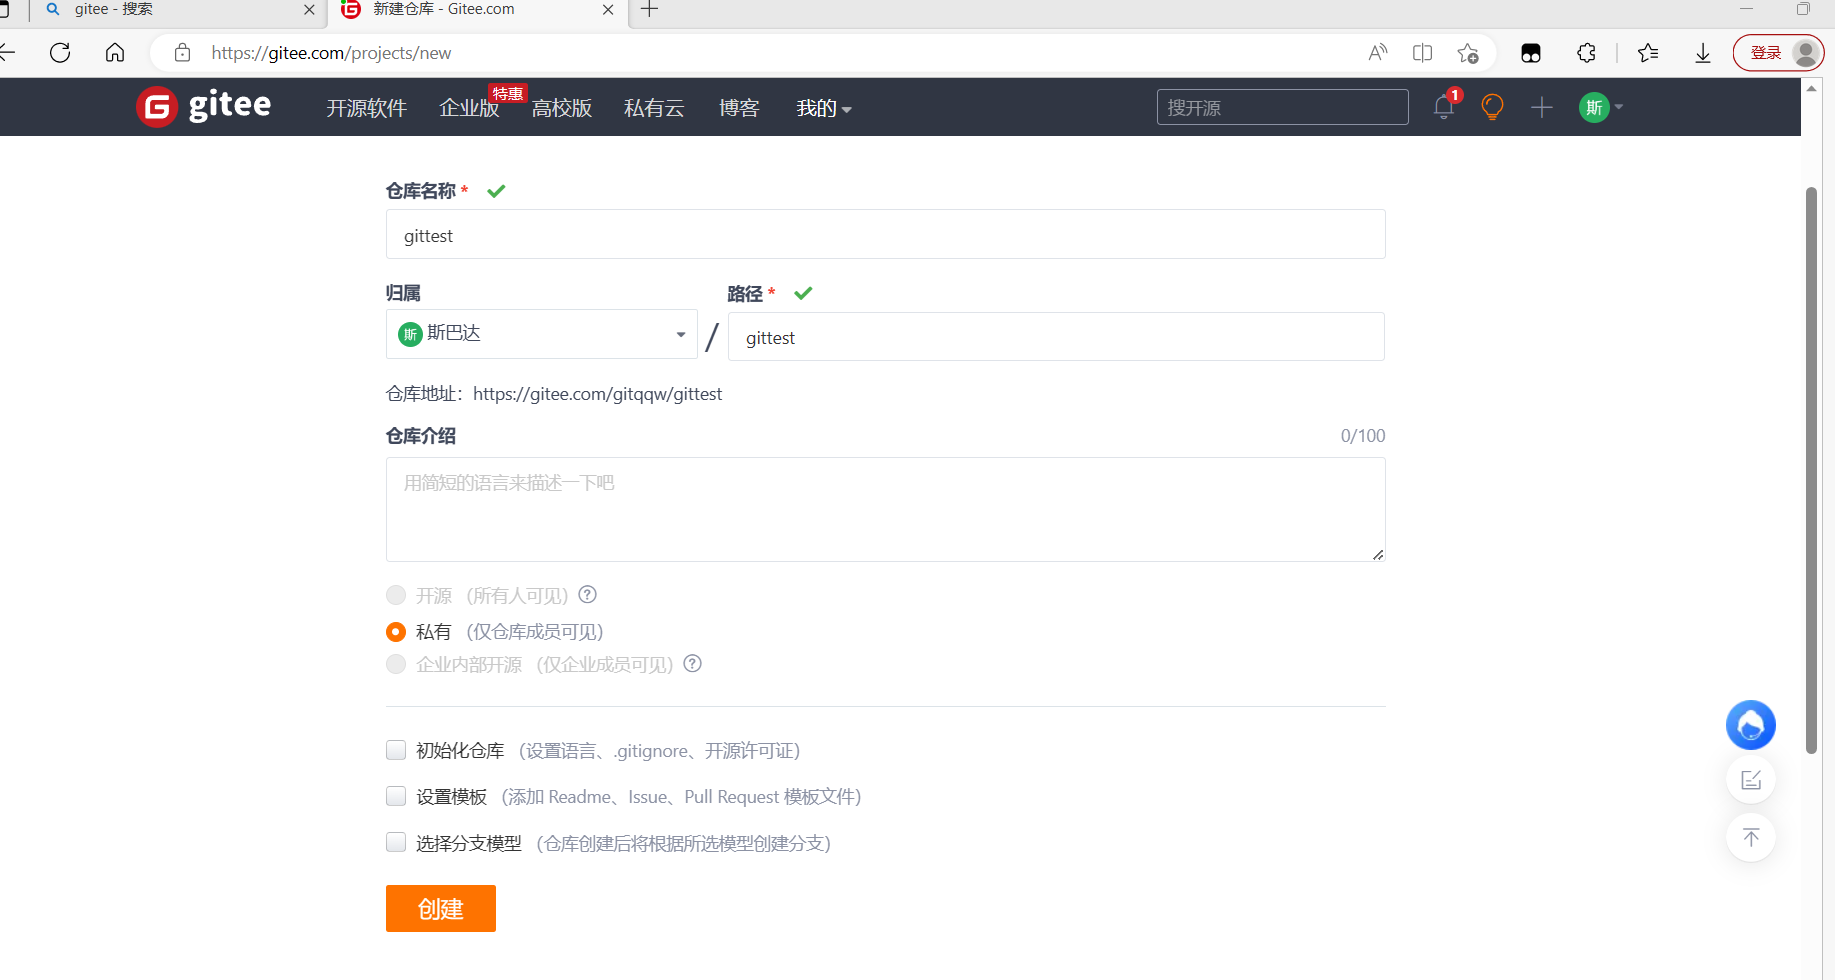 gitee - 搜索
新建仓库 - Gitee.com
https://gitee.com/projects/new
登录
gitee
开源软件
企业版
特惠
高校版
私有云
博客
我的
搜开源
1
斯
仓库名称 *
gittest
归属
路径 *
斯 斯巴达
/
gittest
仓库地址：https://gitee.com/gitqqw/gittest
仓库介绍
0/100
用简短的语言来描述一下吧
开源 （所有人可见）
私有 （仅仓库成员可见）
企业内部开源 （仅企业成员可见）
初始化仓库 （设置语言、.gitignore、开源许可证）
设置模板 （添加 Readme、Issue、Pull Request 模板文件）
选择分支模型 （仓库创建后将根据所选模型创建分支）
创建